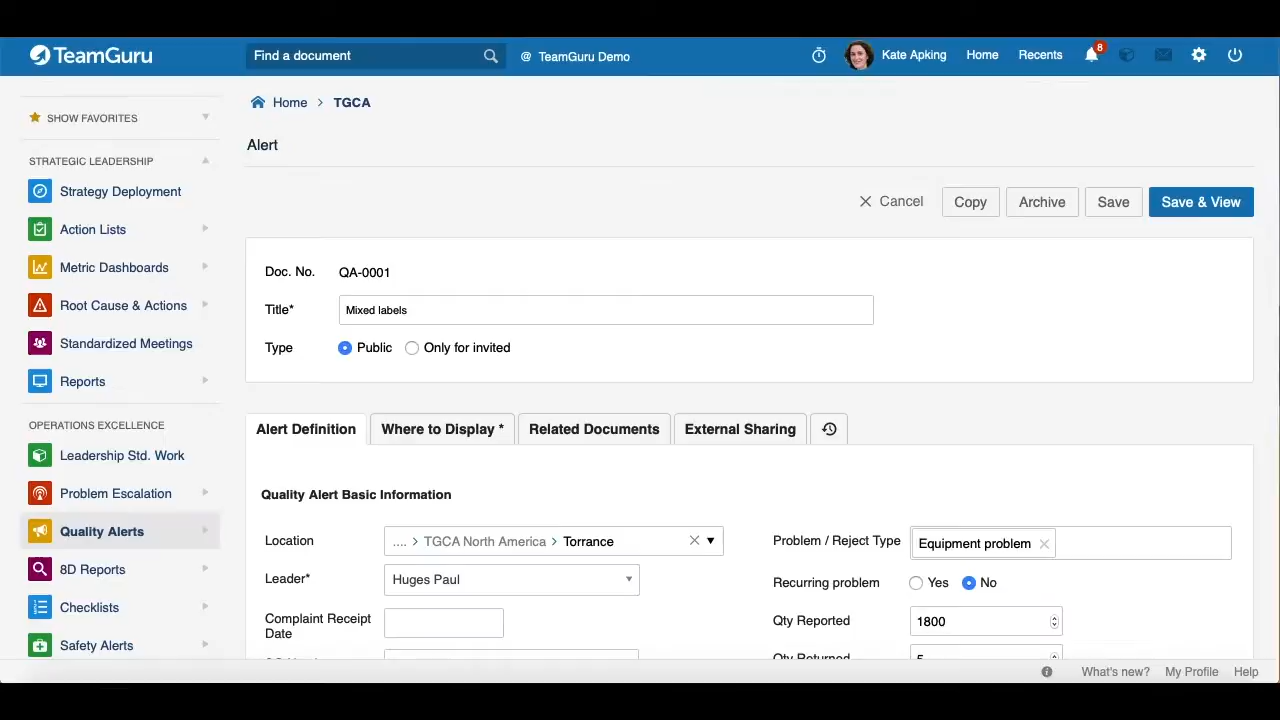 TeamGuru
Find a document
@ TeamGuru Demo
Kate Apking
Home
Recents
8
SHOW FAVORITES
STRATEGIC LEADERSHIP
Strategy Deployment
Action Lists
Metric Dashboards
Root Cause & Actions
Standardized Meetings
Reports
OPERATIONS EXCELLENCE
Leadership Std. Work
Problem Escalation
Quality Alerts
8D Reports
Checklists
Safety Alerts
Home > TGCA
Alert
Cancel
Copy
Archive
Save
Save & View
Doc. No. QA-0001
Title* Mixed labels
Type Public Only for invited
Alert Definition
Where to Display *
Related Documents
External Sharing
Quality Alert Basic Information
Location .... > TGCA North America > Torrance
Leader* Huges Paul
Complaint Receipt
Date
Problem / Reject Type Equipment problem
Recurring problem Yes No
Qty Reported 1800
Qty Returned 5
What's new?
My Profile
Help